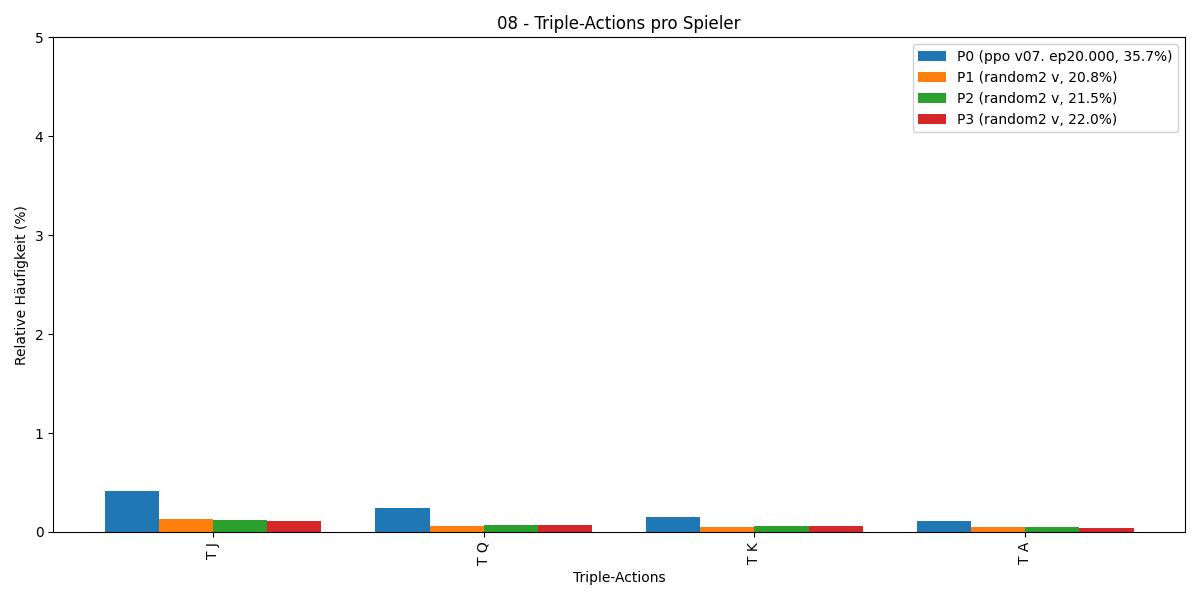 08 - Triple-Actions pro Spieler
5
4
3
2
1
0
Relative Häufigkeit (%)
P0 (ppo v07. ep20.000, 35.7%)
P1 (random2 v, 20.8%)
P2 (random2 v, 21.5%)
P3 (random2 v, 22.0%)
T J
T Q
T K
T A
Triple-Actions